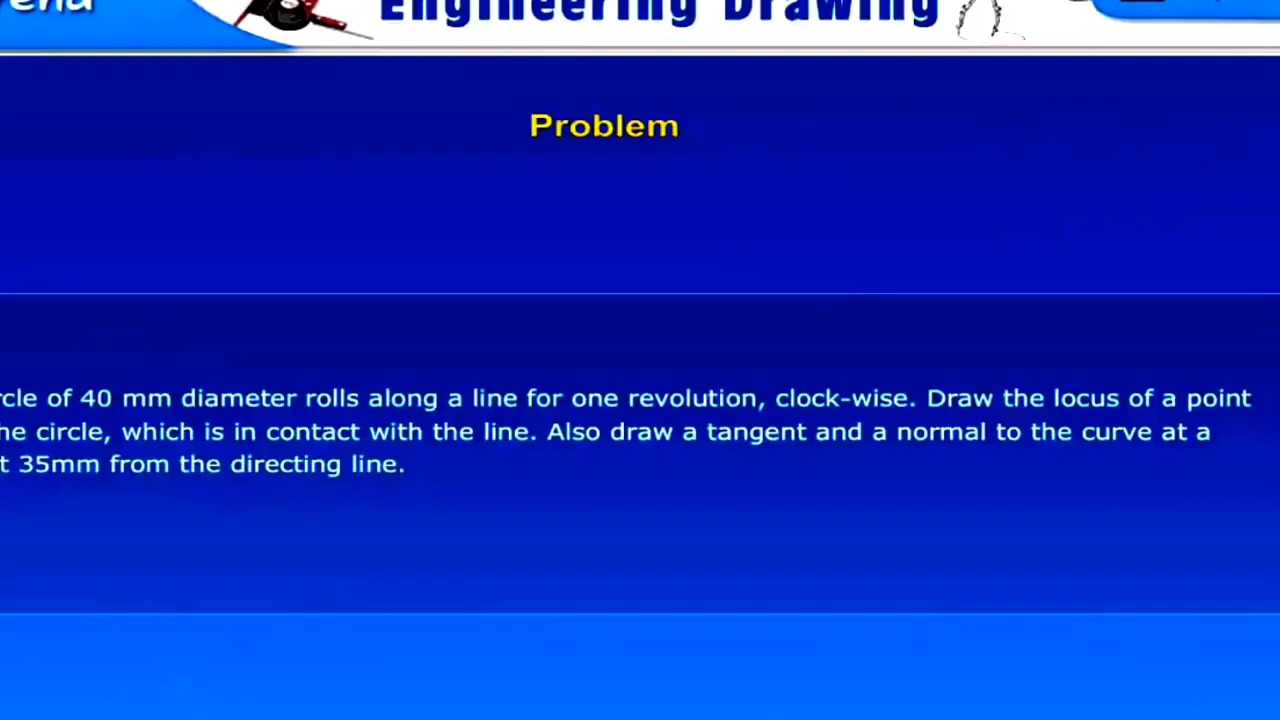 Engineering Drawing
Problem
of 40 mm diameter rolls along a line for one revolution, clock-wise. Draw the locus of a point
circle, which is in contact with the line. Also draw a tangent and a normal to the curve at a
35mm from the directing line.